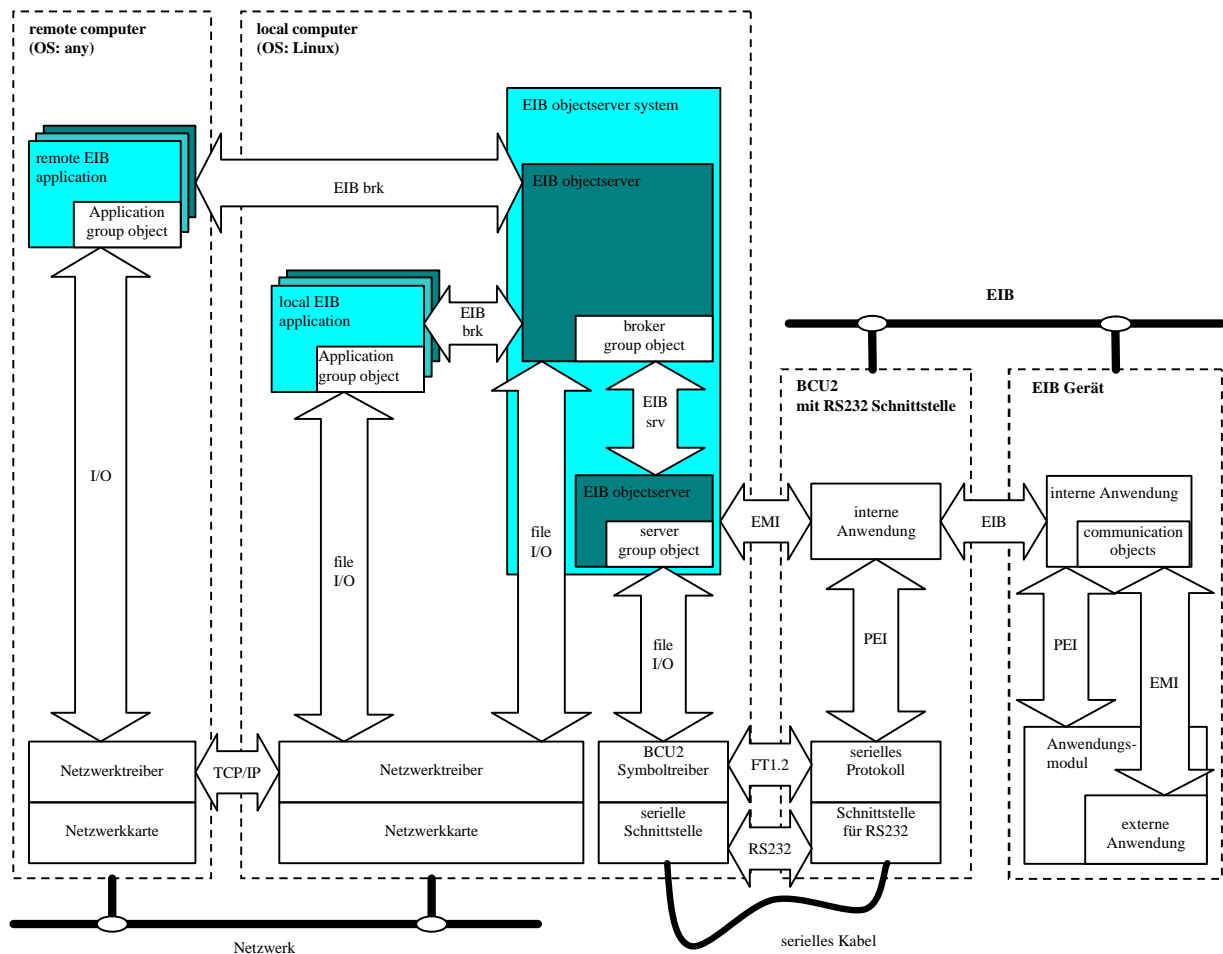 remote computer
(OS: any)
local computer
(OS: Linux)
EIB objectserver system
remote EIB
application
Application
group object
EIB brk
EIB objectserver
local EIB
application
Application
group object
EIB
brk
broker
group object
EIB
srv
EIB objectserver
server
group object
EIB
BCU2
mit RS232 Schnittstelle
EIB Gerät
I/O
file
I/O
file
I/O
file
I/O
EMI
interne
Anwendung
EIB
interne Anwendung
communication
objects
PEI
PEI
EMI
Netzwerktreiber
TCP/IP
Netzwerktreiber
BCU2
Symboltreiber
FT1.2
serielles
Protokoll
Anwendungs-
modul
Netzwerkkarte
Netzwerkkarte
serielle
Schnittstelle
RS232
Schnittstelle
für RS232
externe
Anwendung
Netzwerk
serielles Kabel